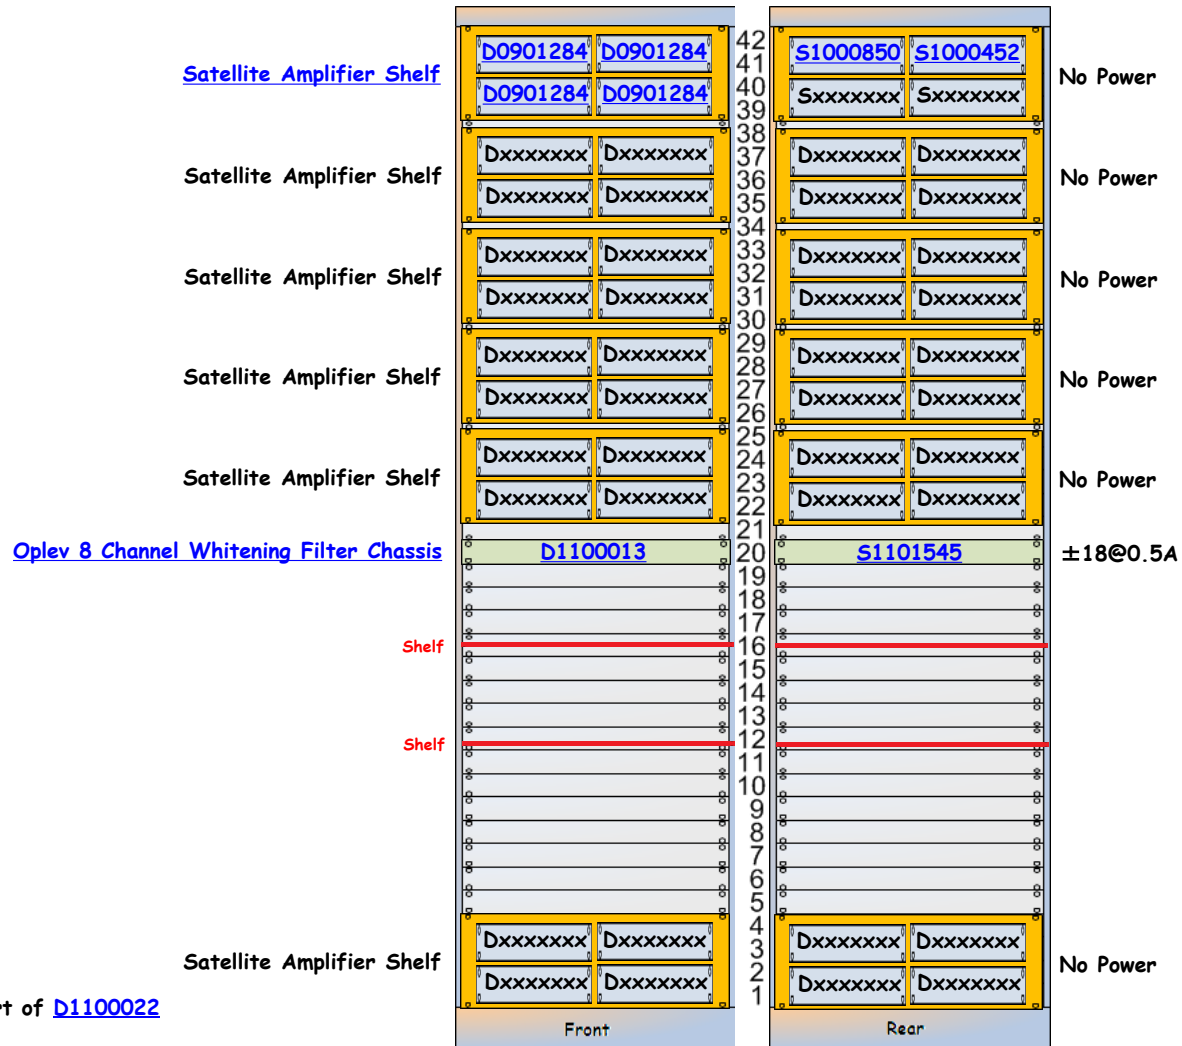 42
D0901284 D0901284 S1000850 S1000452
41
Satellite Amplifier Shelf No Power
40
D0901284 D0901284 Sxxxxxxx Sxxxxxxx
39
38
Dxxxxxxx Dxxxxxxx Dxxxxxxx Dxxxxxxx
37
Satellite Amplifier Shelf No Power
36
Dxxxxxxx Dxxxxxxx Dxxxxxxx Dxxxxxxx
35
34
Dxxxxxxx Dxxxxxxx Dxxxxxxx Dxxxxxxx
33
Satellite Amplifier Shelf No Power
32
Dxxxxxxx Dxxxxxxx Dxxxxxxx Dxxxxxxx
31
30
29
Dxxxxxxx Dxxxxxxx Dxxxxxxx Dxxxxxxx
28
Satellite Amplifier Shelf No Power
27
Dxxxxxxx Dxxxxxxx Dxxxxxxx Dxxxxxxx
26
25
Dxxxxxxx Dxxxxxxx Dxxxxxxx Dxxxxxxx
24
Satellite Amplifier Shelf No Power
23
Dxxxxxxx Dxxxxxxx Dxxxxxxx Dxxxxxxx
22
21
Oplev 8 Channel Whitening Filter Chassis D1100013 20 S1101545 ±18@0.5A
19
18
17
Shelf 16
15
14
13
Shelf 12
11
10
9
8
7
6
5
4
Dxxxxxxx Dxxxxxxx Dxxxxxxx Dxxxxxxx
3
Satellite Amplifier Shelf No Power
2
Dxxxxxxx Dxxxxxxx Dxxxxxxx Dxxxxxxx
1
of D1100022
Front Rear